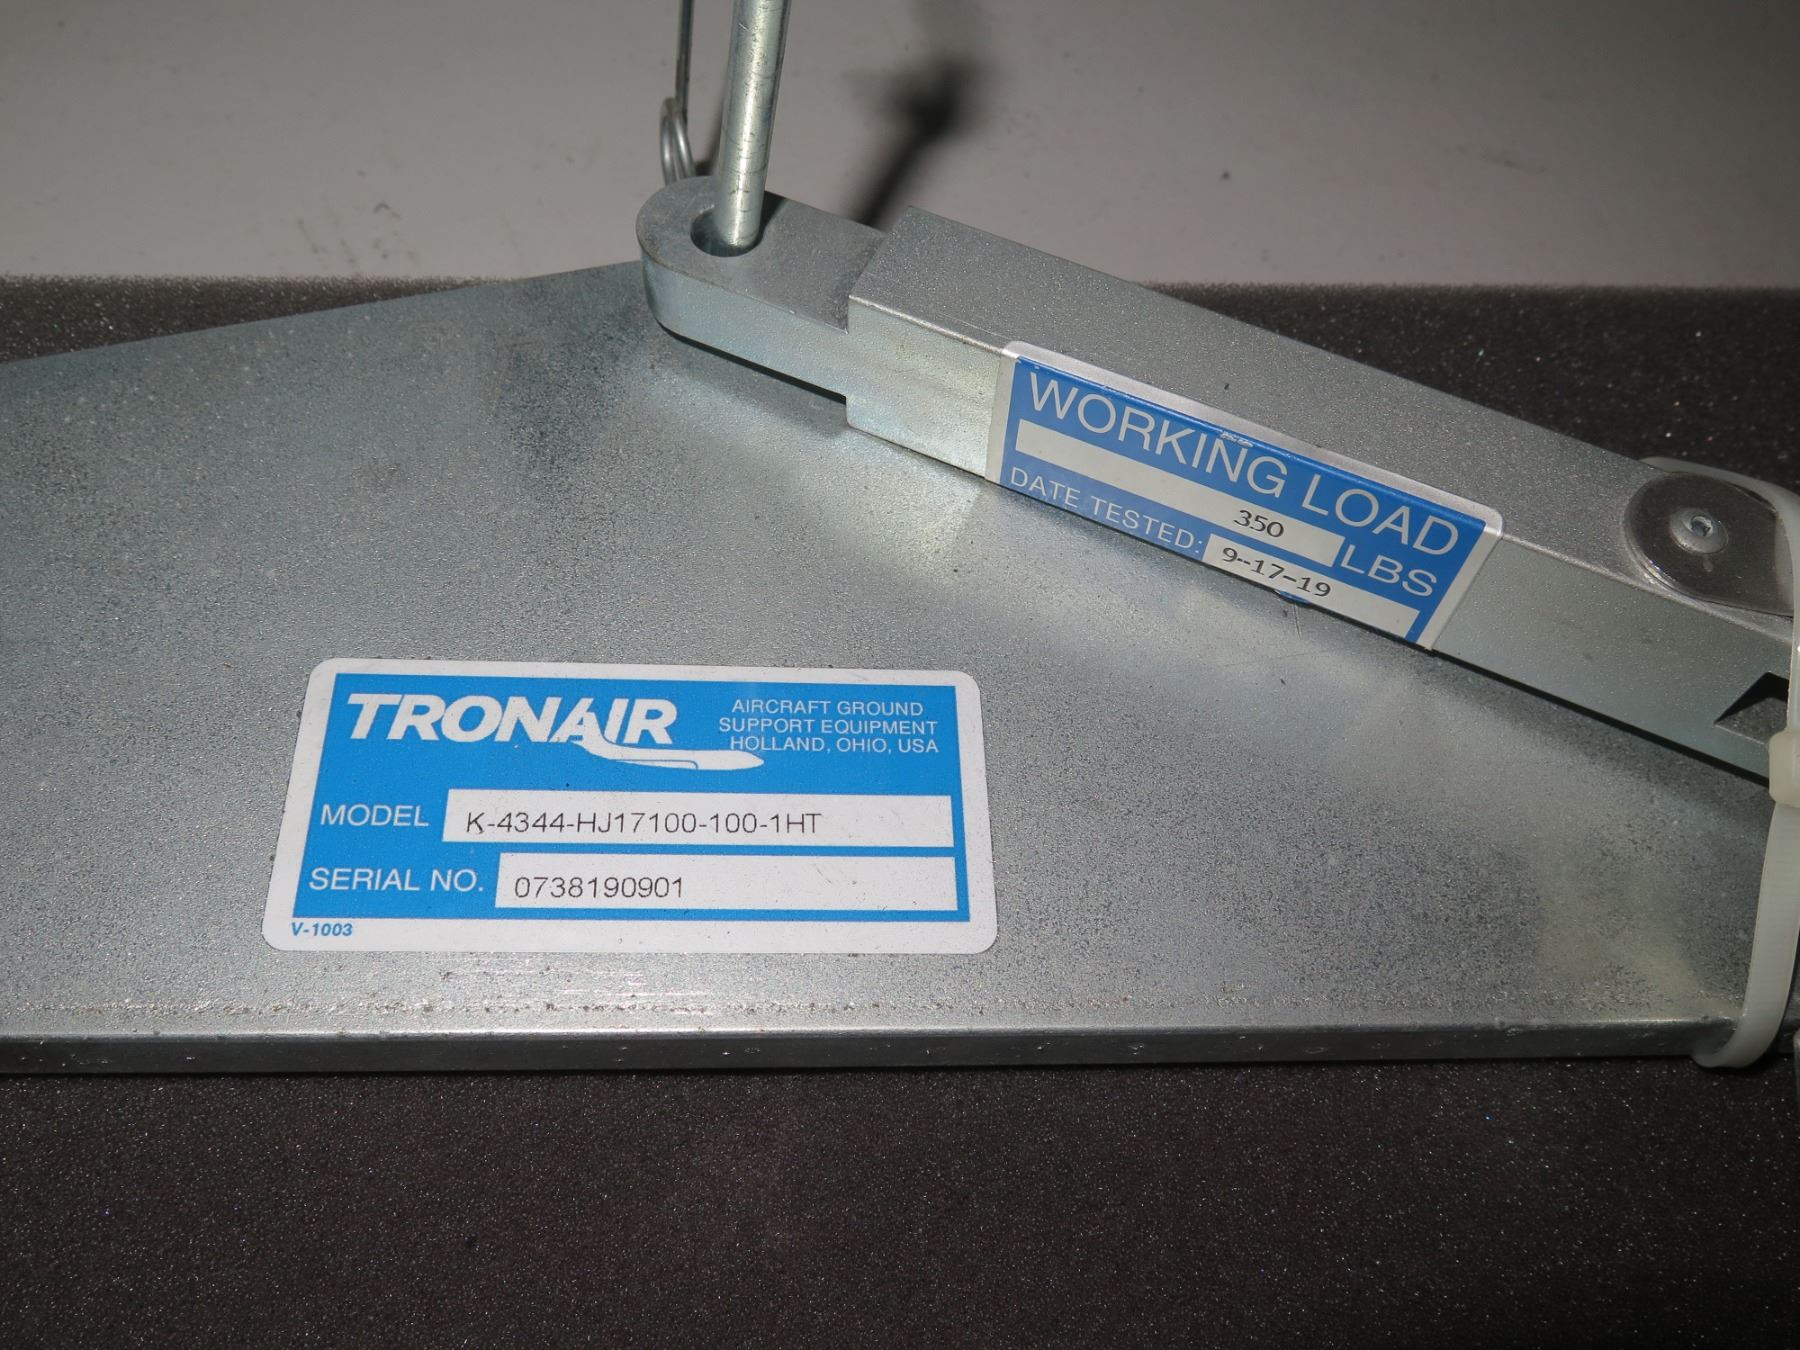 WORKING LOAD
350 LBS
DATE TESTED: 9-17-19
TRONAIR
AIRCRAFT GROUND
SUPPORT EQUIPMENT
HOLLAND, OHIO, USA
MODEL K-4344-HJ17100-100-1HT
SERIAL NO. 0738190901
V-1003